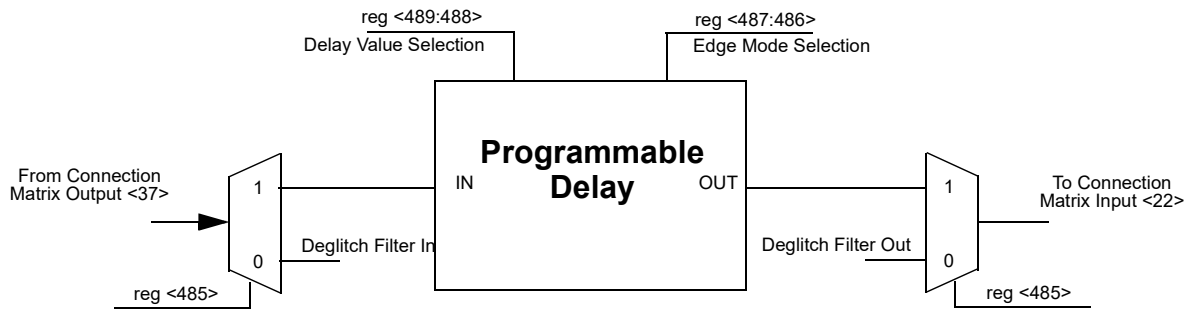 reg <489:488>
Delay Value Selection
reg <487:486>
Edge Mode Selection
Programmable
Delay
IN
OUT
From Connection
Matrix Output <37>
1
0
Deglitch Filter In
reg <485>
Deglitch Filter Out
1
0
To Connection
Matrix Input <22>
reg <485>